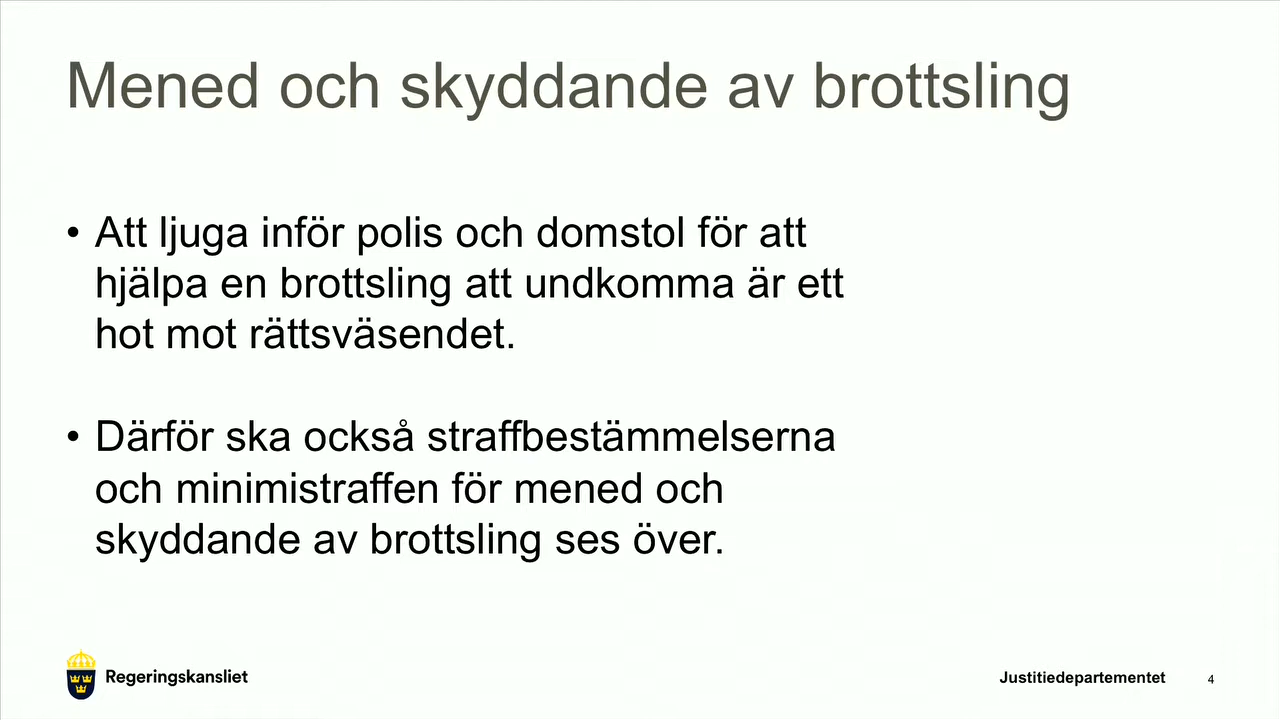 Mened och skyddande av brottsling
• Att ljuga inför polis och domstol för att
hjälpa en brottsling att undkomma är ett
hot mot rättsväsendet.
• Därför ska också straffbestämmelserna
och minimistraffen för mened och
skyddande av brottsling ses över.
Regeringskansliet
Justitiedepartementet 4